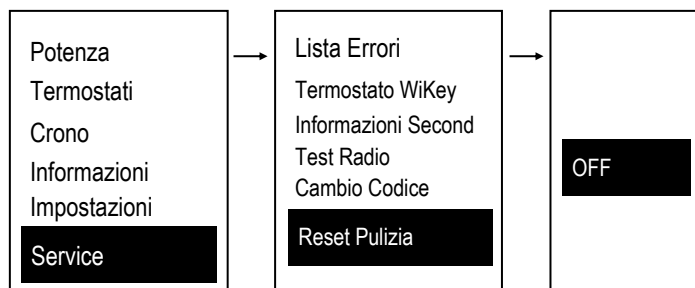 Potenza
Termostati
Crono
Informazioni
Impostazioni
Service
Lista Errori
Termostato WiKey
Informazioni Second
Test Radio
Cambio Codice
Reset Pulizia
OFF